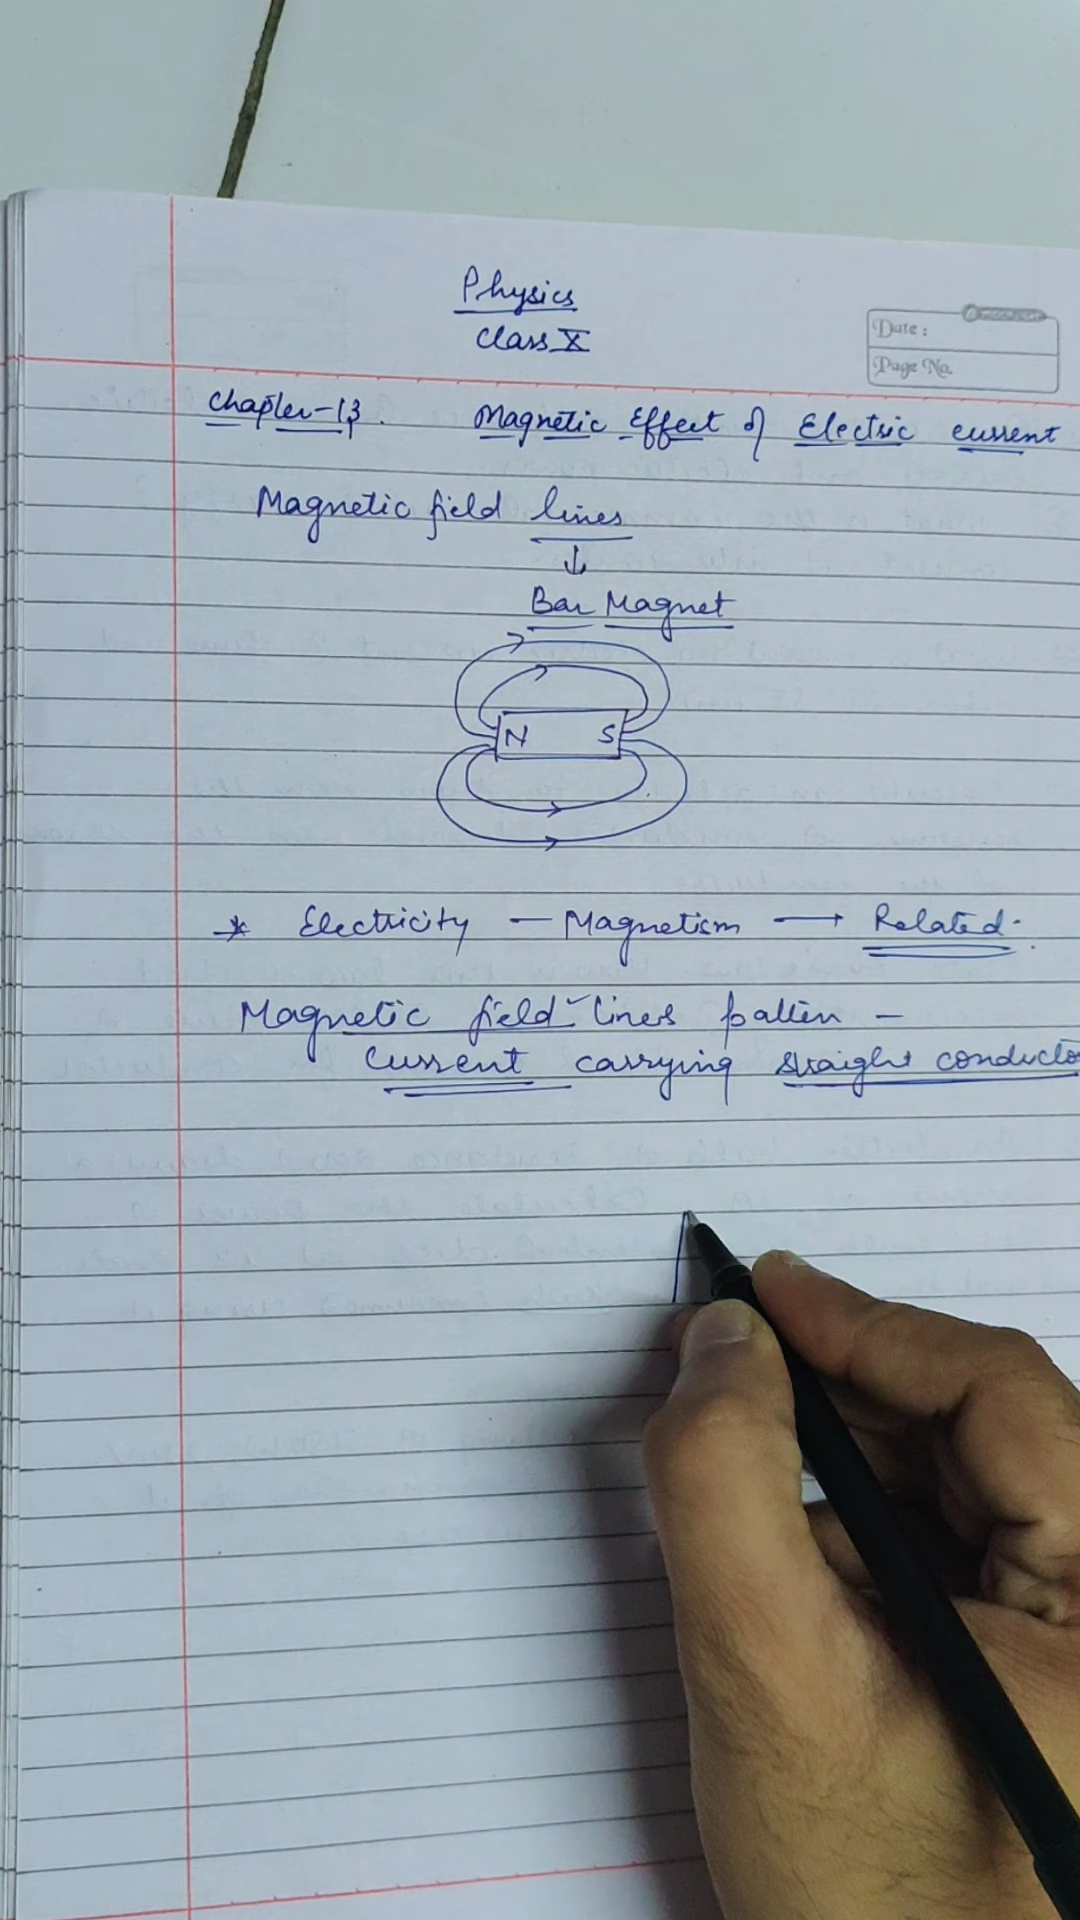 Physics
Class X
Date :
Page No.
Chapter-13. Magnetic Effect of Electric current
Magnetic field lines
↓
Bar Magnet
N S
* Electricity — Magnetism → Related.
Magnetic field lines patten –
Current carrying straight conducto